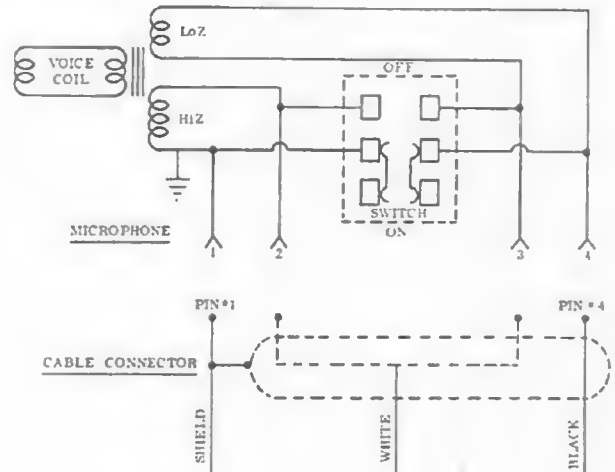 LoZ
VOICE
COIL
OFF
HiZ
SWITCH
ON
MICROPHONE
1 2 3 4
PIN #1 PIN #4
CABLE CONNECTOR
SHIELD WHITE BLACK